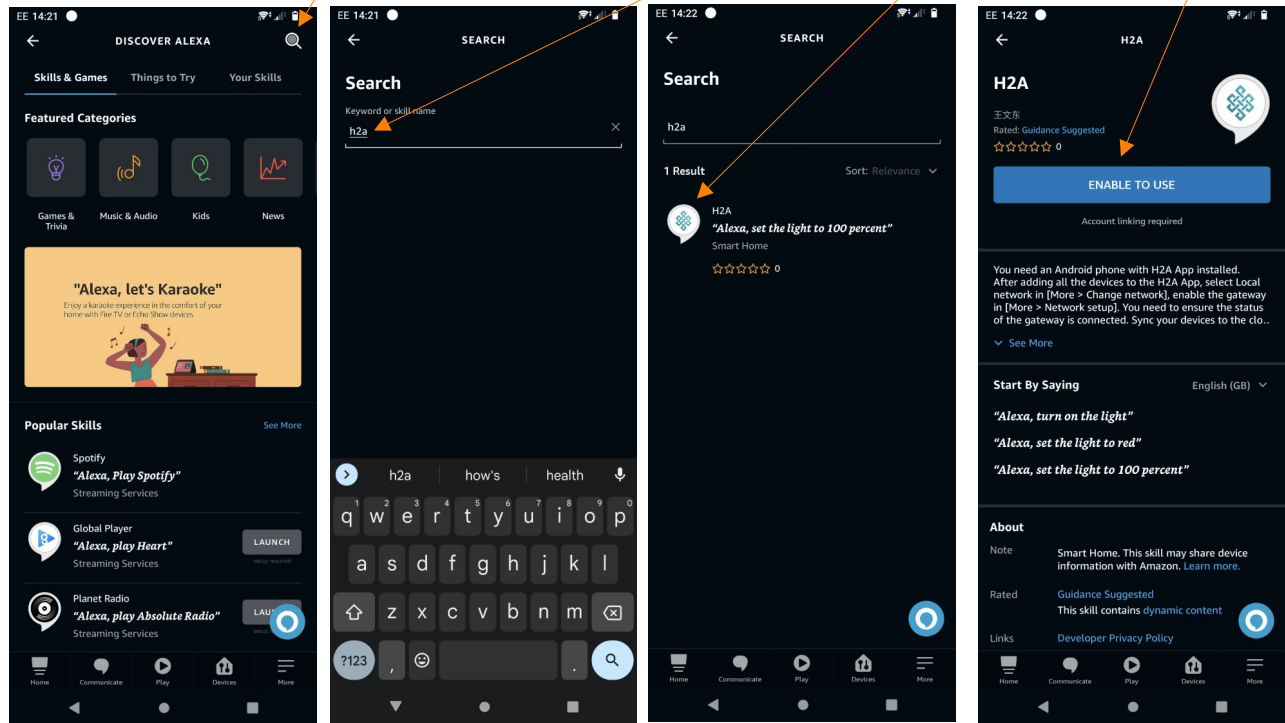 EE 14:21
DISCOVER ALEXA
Skills & Games Things to Try Your Skills
Featured Categories
Games & Trivia
Music & Audio
Kids
News
"Alexa, let's Karaoke"
Enjoy a karaoke experience in the comfort of your
home with Fire TV or Echo Show devices
Popular Skills See More
Spotify
“Alexa, Play Spotify”
Streaming Services
Global Player
“Alexa, play Heart”
Streaming Services
LAUNCH
setup required
Planet Radio
“Alexa, play Absolute Radio”
Streaming Services
Home Communicate Play Devices More
EE 14:21
SEARCH
Search
Keyword or skill name
h2a
h2a how's health
q1 w2 e3 r4 t5 y6 u7 i8 o9 p0
a s d f g h j k l
z x c v b n m
?123 , .
EE 14:22
SEARCH
Search
h2a
1 Result Sort: Relevance
H2A
“Alexa, set the light to 100 percent”
Smart Home
0
Home Communicate Play Devices More
EE 14:22
H2A
H2A
王文东
Rated: Guidance Suggested
0
ENABLE TO USE
Account linking required
You need an Android phone with H2A App installed.
After adding all the devices to the H2A App, select Local
network in [More > Change network], enable the gateway
in [More > Network setup]. You need to ensure the status
of the gateway is connected. Sync your devices to the clo..
See More
Start By Saying English (GB)
“Alexa, turn on the light”
“Alexa, set the light to red”
“Alexa, set the light to 100 percent”
About
Note Smart Home. This skill may share device
information with Amazon. Learn more.
Rated Guidance Suggested
This skill contains dynamic content
Links Developer Privacy Policy
Home Communicate Play Devices More